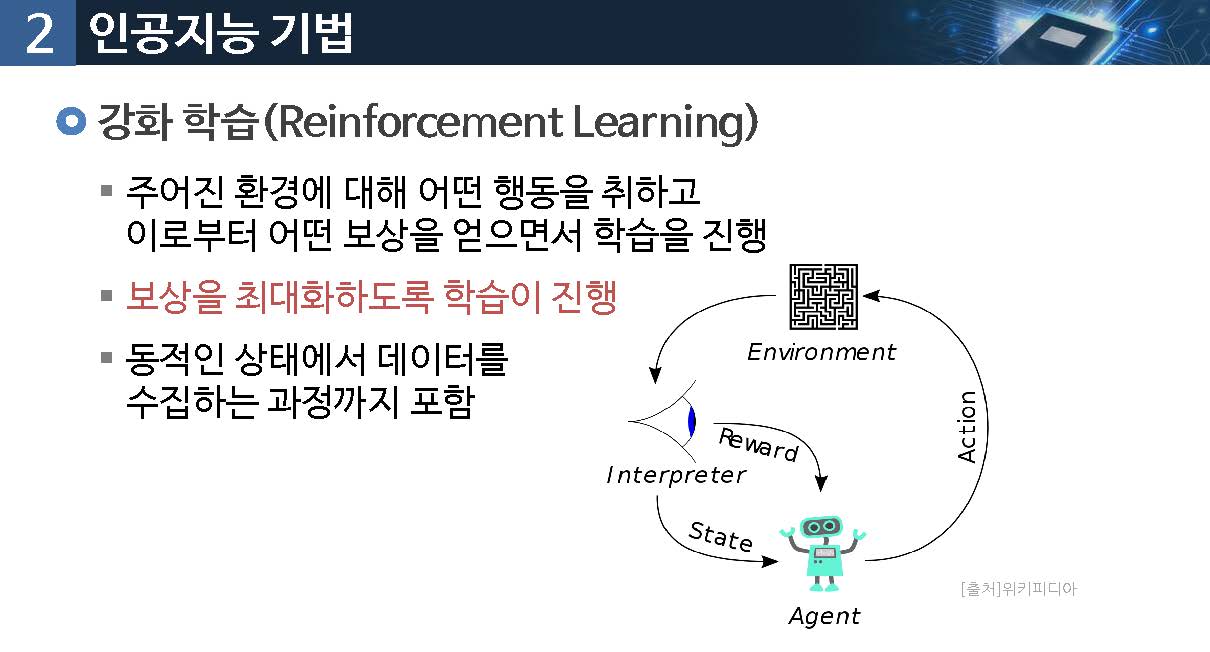 2 인공지능 기법
강화 학습(Reinforcement Learning)
주어진 환경에 대해 어떤 행동을 취하고
이로부터 어떤 보상을 얻으면서 학습을 진행
보상을 최대화하도록 학습이 진행
동적인 상태에서 데이터를
수집하는 과정까지 포함
Environment
Reward
Action
Interpreter
State
Agent
[출처]위키피디아